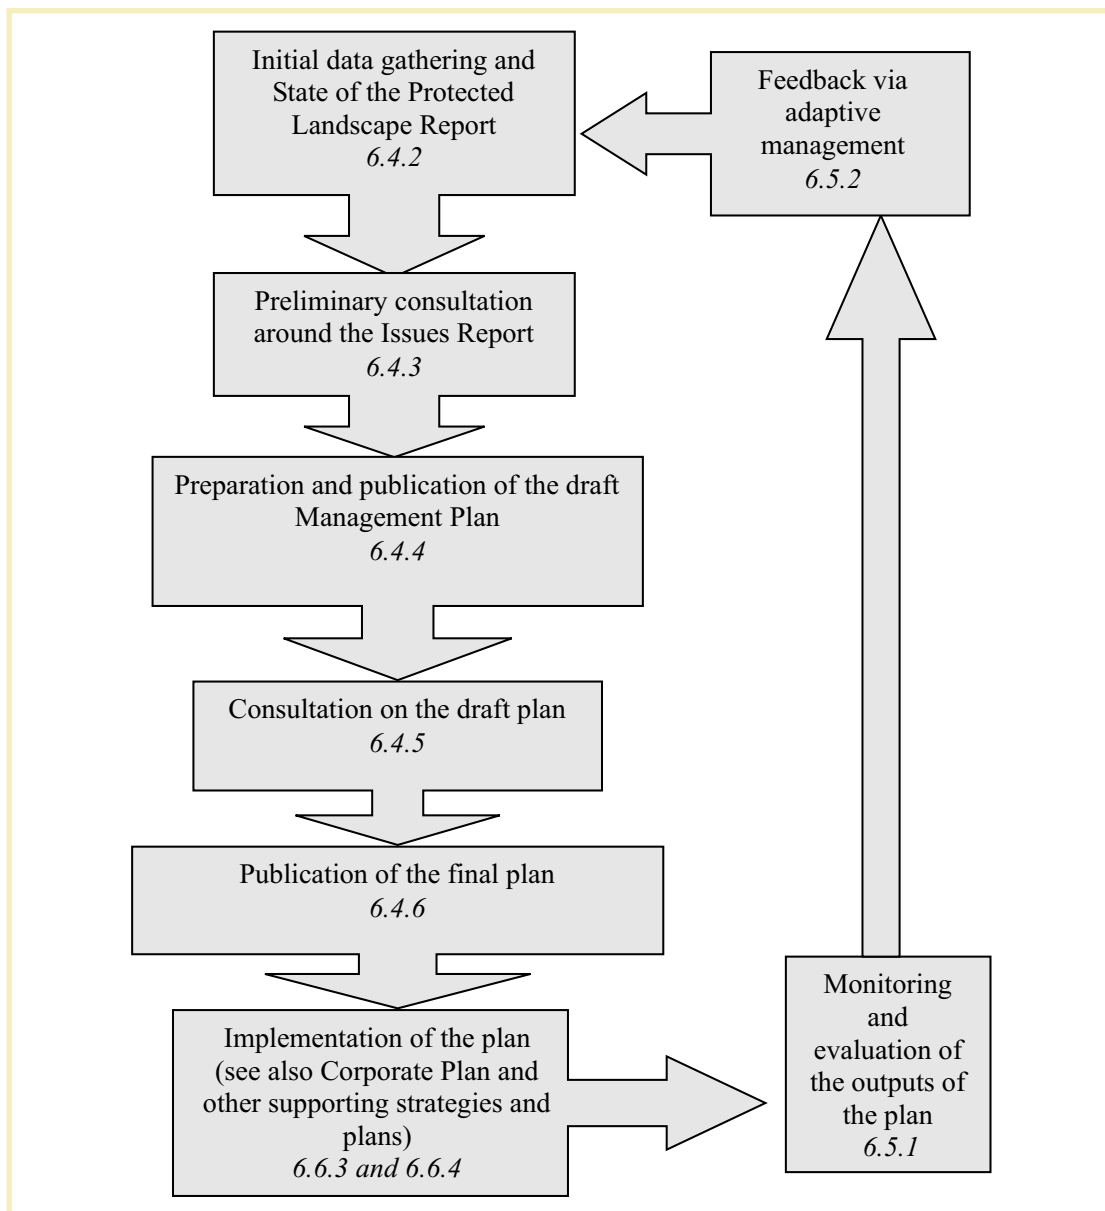 Initial data gathering and
State of the Protected
Landscape Report
6.4.2
Feedback via
adaptive
management
6.5.2
Preliminary consultation
around the Issues Report
6.4.3
Preparation and publication of the draft
Management Plan
6.4.4
Consultation on the draft plan
6.4.5
Publication of the final plan
6.4.6
Implementation of the plan
(see also Corporate Plan and
other supporting strategies and
plans)
6.6.3 and 6.6.4
Monitoring
and
evaluation of
the outputs of
the plan
6.5.1